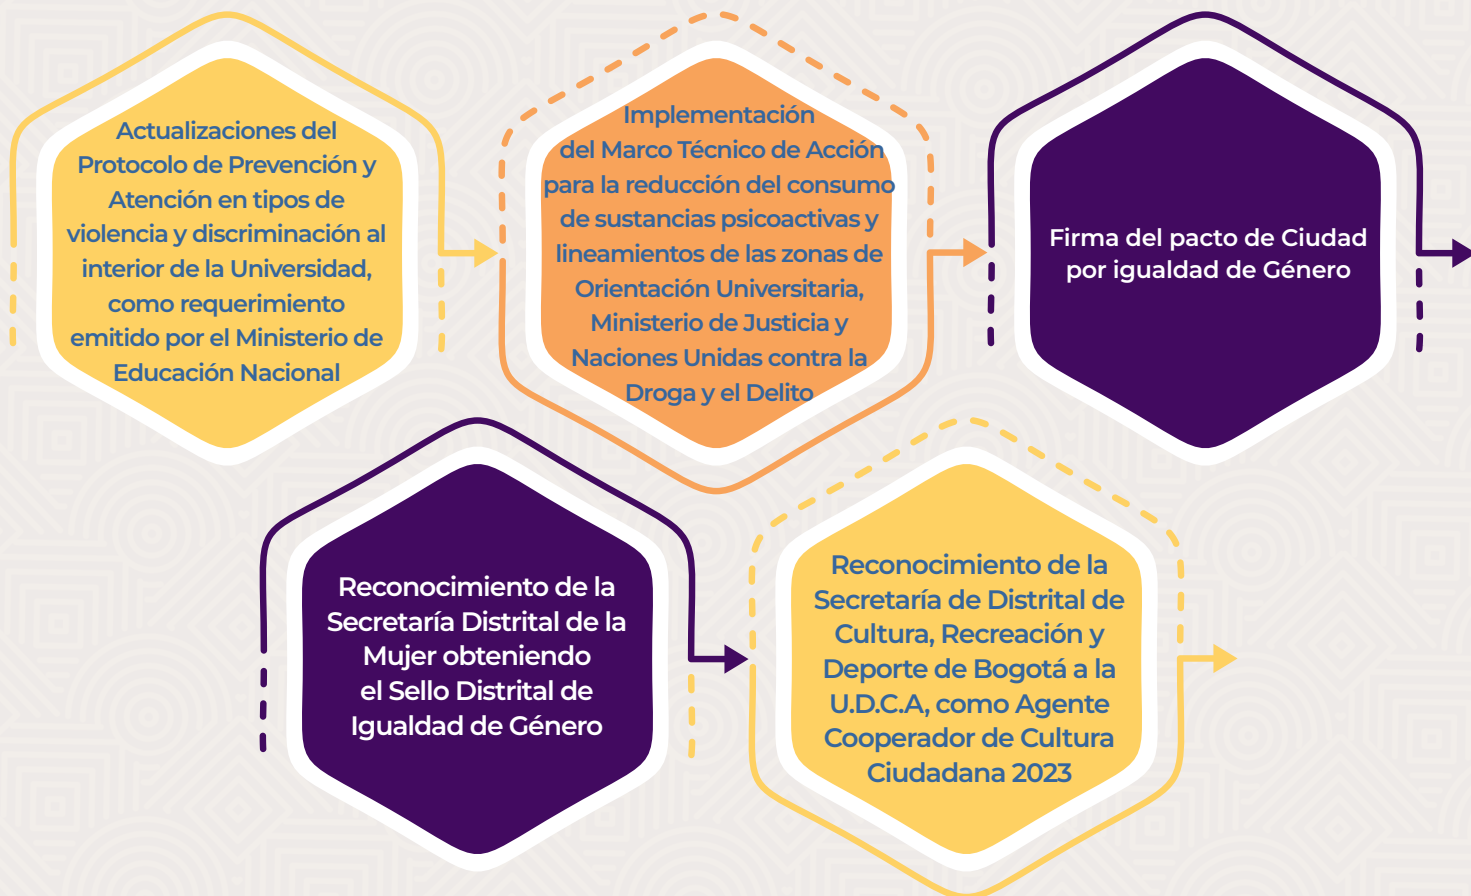 Actualizaciones del
Protocolo de Prevención y
Atención en tipos de
violencia y discriminación al
interior de la Universidad,
como requerimiento
emitido por el Ministerio de
Educación Nacional
Implementación
del Marco Técnico de Acción
para la reducción del consumo
de sustancias psicoactivas y
lineamientos de las zonas de
Orientación Universitaria,
Ministerio de Justicia y
Naciones Unidas contra la
Droga y el Delito
Firma del pacto de Ciudad
por igualdad de Género
Reconocimiento de la
Secretaría Distrital de la
Mujer obteniendo
el Sello Distrital de
Igualdad de Género
Reconocimiento de la
Secretaría de Distrital de
Cultura, Recreación y
Deporte de Bogotá a la
U.D.C.A, como Agente
Cooperador de Cultura
Ciudadana 2023